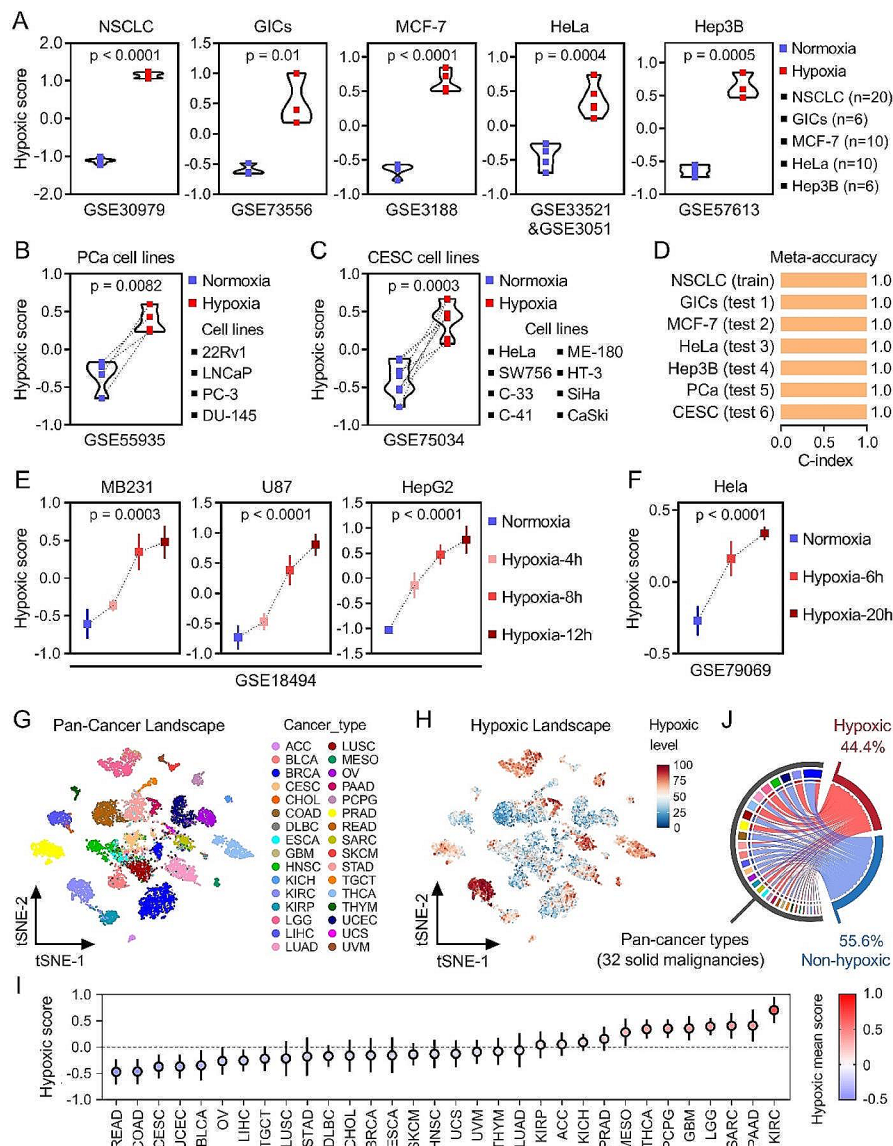 A
NSCLC GICs MCF-7 HeLa Hep3B
Hypoxic score
2.0
1.0
0.0
-1.0
-2.0
p < 0.0001
GSE30979
1.5
1.0
0.5
0.0
-0.5
-1.0
p = 0.01
GSE73556
1.0
0.5
0.0
-0.5
-1.0
p < 0.0001
GSE3188
1.0
0.5
0.0
-0.5
-1.0
p = 0.0004
GSE33521
&GSE3051
1.0
0.5
0.0
-0.5
-1.0
p = 0.0005
GSE57613
Normoxia
Hypoxia
NSCLC (n=20)
GICs (n=6)
MCF-7 (n=10)
HeLa (n=10)
Hep3B (n=6)
B
PCa cell lines
Hypoxic score
1.0
0.5
0.0
-0.5
-1.0
p = 0.0082
GSE55935
Normoxia
Hypoxia
Cell lines
22Rv1
LNCaP
PC-3
DU-145
C
CESC cell lines
Hypoxic score
1.0
0.5
0.0
-0.5
-1.0
p = 0.0003
GSE75034
Normoxia
Hypoxia
Cell lines
HeLa ME-180
SW756 HT-3
C-33 SiHa
C-41 CaSki
D
Meta-accuracy
NSCLC (train) 1.0
GICs (test 1) 1.0
MCF-7 (test 2) 1.0
HeLa (test 3) 1.0
Hep3B (test 4) 1.0
PCa (test 5) 1.0
CESC (test 6) 1.0
0.0 0.5 1.0
C-index
E
MB231 U87 HepG2
Hypoxic score
1.0
0.5
0.0
-0.5
-1.0
p = 0.0003
1.5
1.0
0.5
0.0
-0.5
-1.0
p < 0.0001
1.5
1.0
0.5
0.0
-0.5
-1.0
-1.5
p < 0.0001
GSE18494
Normoxia
Hypoxia-4h
Hypoxia-8h
Hypoxia-12h
F
Hela
Hypoxic score
0.5
0.0
-0.5
p < 0.0001
GSE79069
Normoxia
Hypoxia-6h
Hypoxia-20h
G
Pan-Cancer Landscape
tSNE-2
tSNE-1
Cancer_type
ACC LUSC
BLCA MESO
BRCA OV
CESC PAAD
CHOL PCPG
COAD PRAD
DLBC READ
ESCA SARC
GBM SKCM
HNSC STAD
KICH TGCT
KIRC THCA
KIRP THYM
LGG UCEC
LIHC UCS
LUAD UVM
H
Hypoxic Landscape
tSNE-2
tSNE-1
Hypoxic
level
100
75
50
25
0
J
Hypoxic
44.4%
55.6%
Non-hypoxic
Pan-cancer types
(32 solid malignancies)
I
Hypoxic score
1.0
0.5
0.0
-0.5
-1.0
READ COAD CESC UCEC BLCA OV LIHC TGCT LUSC STAD DLBC CHOL BRCA ESCA SKCM HNSC UCS UVM THYM LUAD KIRP ACC KICH PRAD MESO THCA PCPG GBM LGG SARC PAAD KIRC
Hypoxic mean score
0.5
0
-0.5